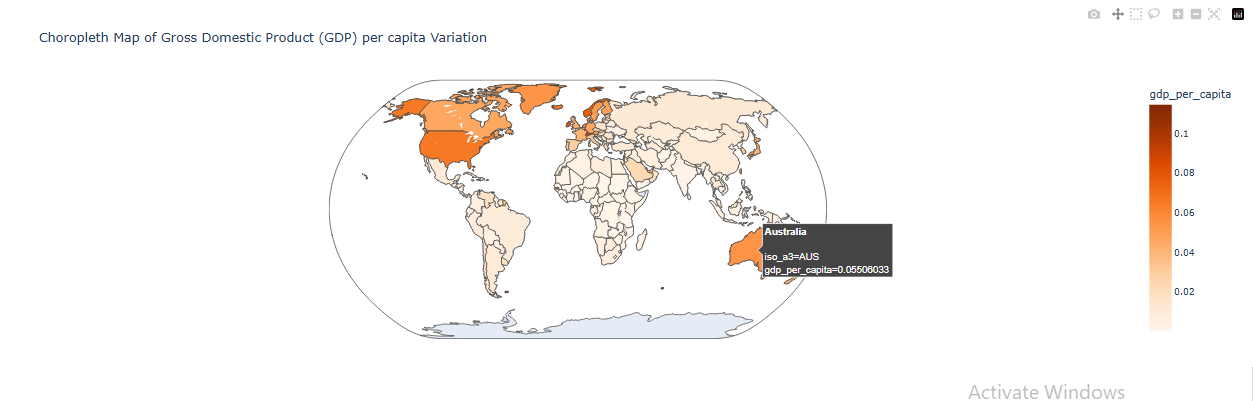 Choropleth Map of Gross Domestic Product (GDP) per capita Variation
gdp_per_capita
0.1
0.08
0.06
0.04
0.02
Australia
iso_a3=AUS
gdp_per_capita=0.05506033
Activate Windows